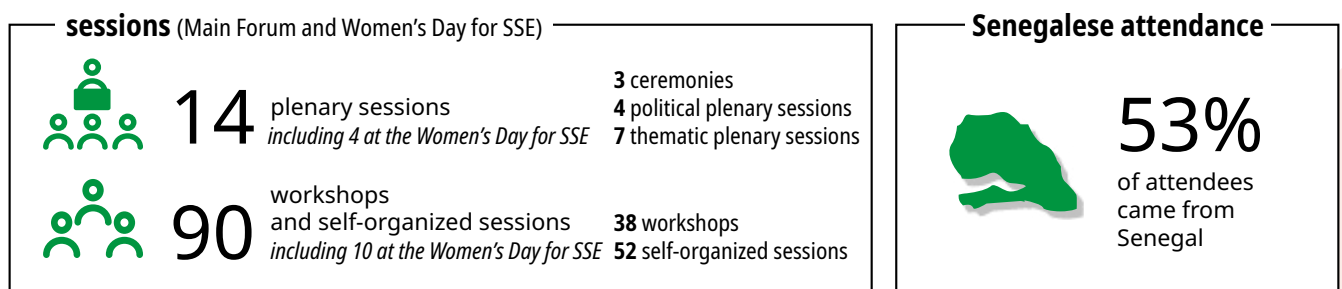 sessions (Main Forum and Women's Day for SSE)
14 plenary sessions
including 4 at the Women's Day for SSE
3 ceremonies
4 political plenary sessions
7 thematic plenary sessions
90 workshops
and self-organized sessions
including 10 at the Women's Day for SSE
38 workshops
52 self-organized sessions
Senegalese attendance
53%
of attendees
came from
Senegal